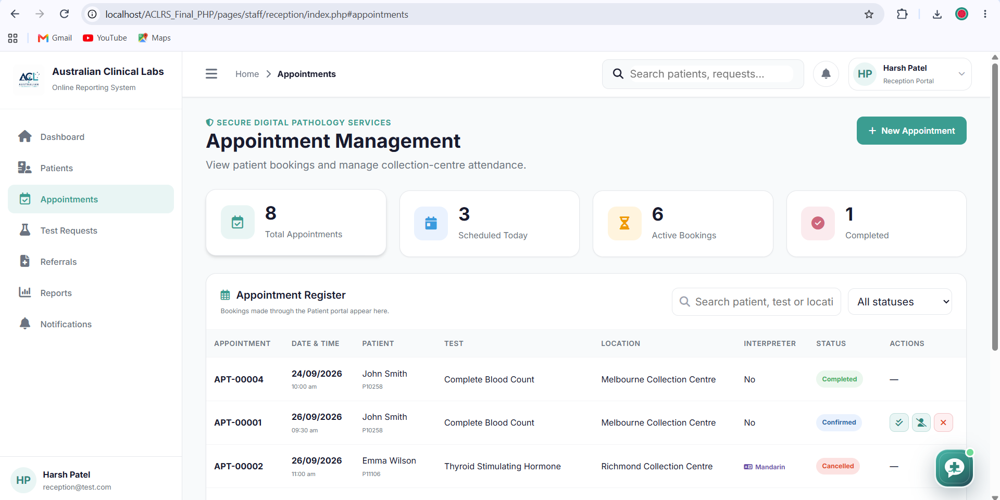 localhost/ACLRS_Final_PHP/pages/staff/reception/index.php#appointments
Gmail
YouTube
Maps
ACL
AUSTRALIAN
Australian Clinical Labs
Online Reporting System
Home
Appointments
Search patients, requests...
HP
Harsh Patel
Reception Portal
Dashboard
Patients
Appointments
Test Requests
Referrals
Reports
Notifications
HP
Harsh Patel
reception@test.com
SECURE DIGITAL PATHOLOGY SERVICES
Appointment Management
View patient bookings and manage collection-centre attendance.
+ New Appointment
8
Total Appointments
3
Scheduled Today
6
Active Bookings
1
Completed
Appointment Register
Bookings made through the Patient portal appear here.
Search patient, test or locati
All statuses
APPOINTMENT DATE & TIME PATIENT TEST LOCATION INTERPRETER STATUS ACTIONS
APT-00004 24/09/2026 John Smith Complete Blood Count Melbourne Collection Centre No Completed —
10:00 am P10258
APT-00001 26/09/2026 John Smith Complete Blood Count Melbourne Collection Centre No Confirmed
09:30 am P10258
APT-00002 26/09/2026 Emma Wilson Thyroid Stimulating Hormone Richmond Collection Centre Mandarin Cancelled —
11:00 am P11106